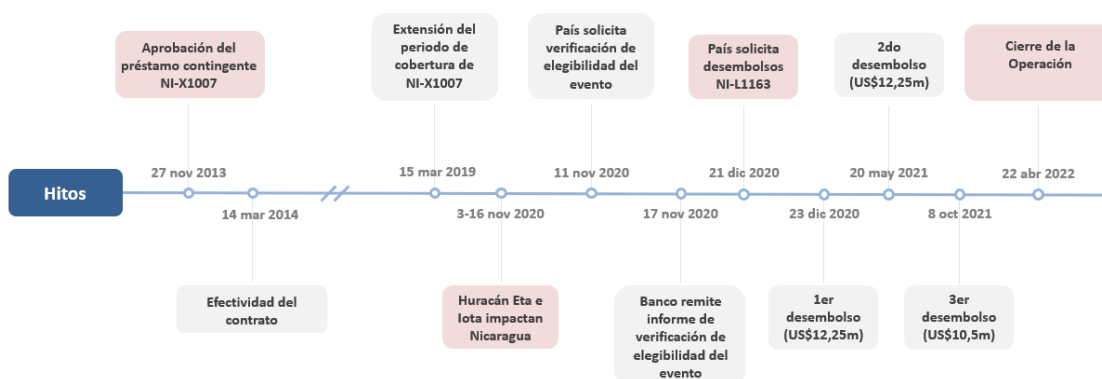 Aprobación del
préstamo contingente
NI-X1007
Extensión del
periodo de
cobertura de
NI-X1007
País solicita
verificación de
elegibilidad del
evento
País solicita
desembolsos
NI-L1163
2do
desembolso
(US$12,25m)
Cierre de la
Operación
Hitos
27 nov 2013
15 mar 2019
11 nov 2020
21 dic 2020
20 may 2021
22 abr 2022
14 mar 2014
3-16 nov 2020
17 nov 2020
23 dic 2020
8 oct 2021
Efectividad del
contrato
Huracán Eta e
Iota impactan
Nicaragua
Banco remite
informe de
verificación de
elegibilidad del
evento
1er
desembolso
(US$12,25m)
3er
desembolso
(US$10,5m)